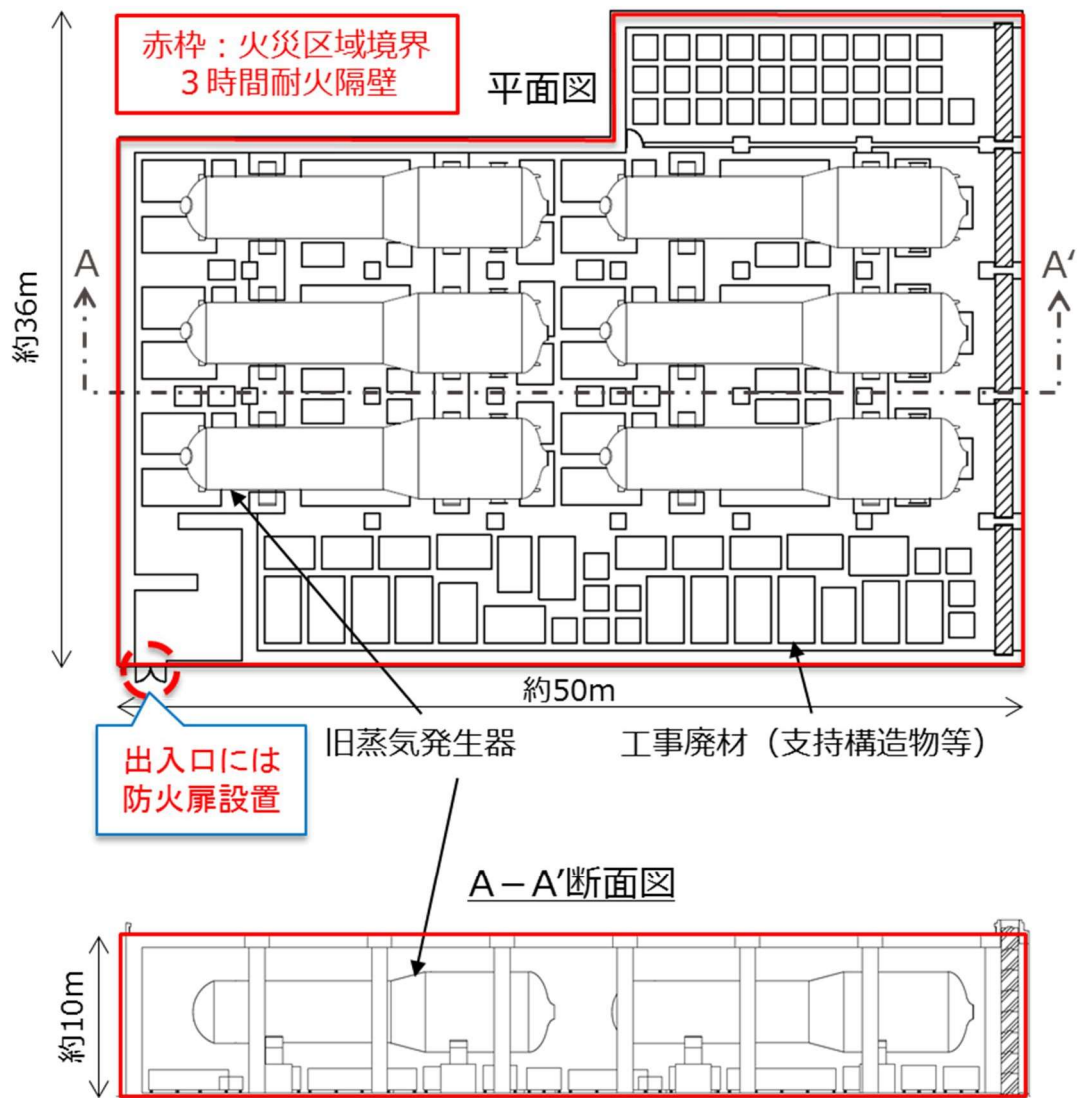 赤枠：火災区域境界
３時間耐火隔壁
平面図
A
A'
約36m
約50m
出入口には
防火扉設置
旧蒸気発生器
工事廃材（支持構造物等）
A－A'断面図
約10m